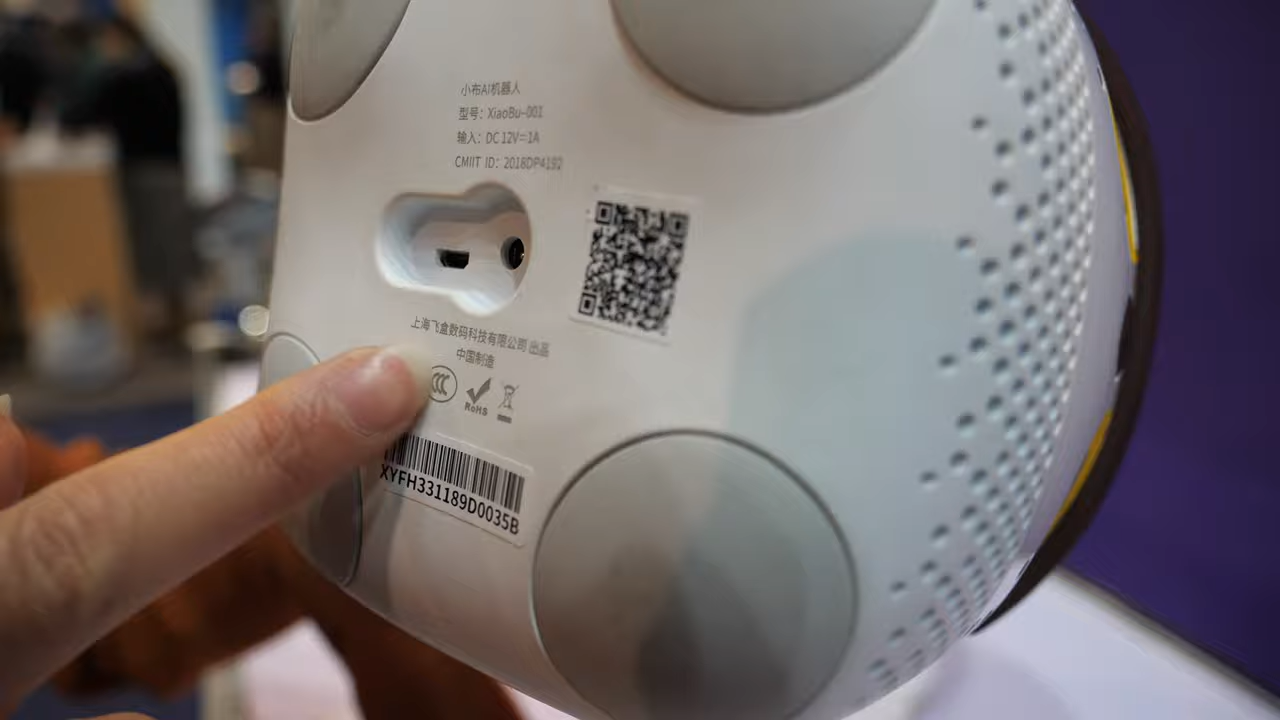 小布AI机器人
型号：XiaoBu-001
输入：DC 12V⎓1A
CMIIT ID：2018DP4192
上海飞盒数码科技有限公司 出品
中国制造
CCC
RoHS
XYFH331189D0035B